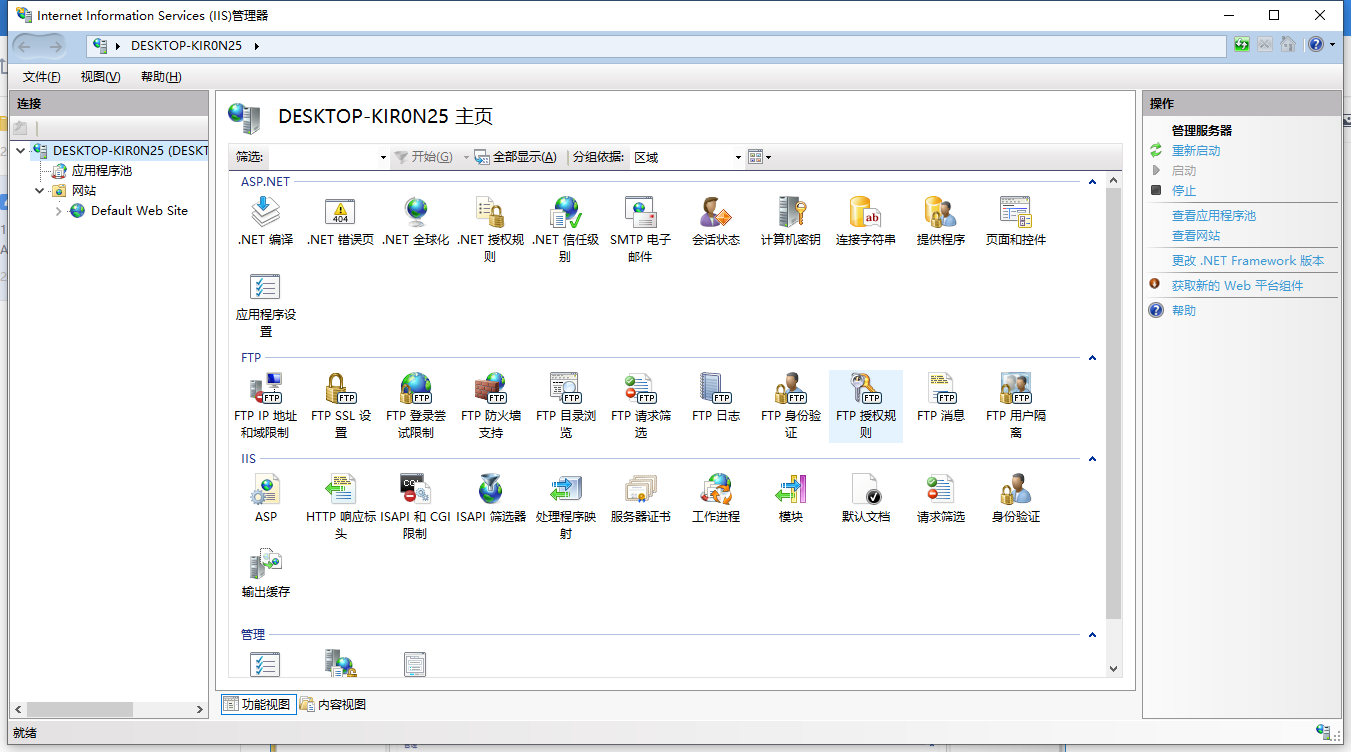 Internet Information Services (IIS)管理器
DESKTOP-KIR0N25
文件(F) 视图(V) 帮助(H)
连接
DESKTOP-KIR0N25 (DESKT
应用程序池
网站
Default Web Site
DESKTOP-KIR0N25 主页
筛选: 开始(G) 全部显示(A) 分组依据: 区域
ASP.NET
404
ab
.NET 编译 .NET 错误页 .NET 全球化 .NET 授权规 .NET 信任级 SMTP 电子 会话状态 计算机密钥 连接字符串 提供程序 页面和控件
则 别 邮件
应用程序设
置
FTP
FTP FTP FTP FTP FTP FTP FTP FTP FTP FTP FTP
FTP IP 地址 FTP SSL 设 FTP 登录尝 FTP 防火墙 FTP 目录浏 FTP 请求筛 FTP 日志 FTP 身份验 FTP 授权规 FTP 消息 FTP 用户隔
和域限制 置 试限制 支持 览 选 证 则 离
IIS
ASP HTTP 响应标 ISAPI 和 CGI ISAPI 筛选器 处理程序映 服务器证书 工作进程 模块 默认文档 请求筛选 身份验证
头 限制 射
输出缓存
管理
功能视图 内容视图
操作
管理服务器
重新启动
启动
停止
查看应用程序池
查看网站
更改 .NET Framework 版本
获取新的 Web 平台组件
帮助
就绪